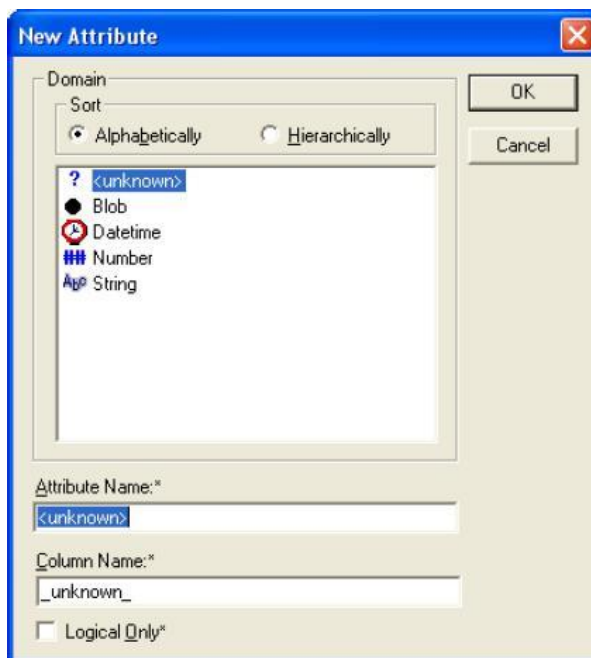 New Attribute
Domain
Sort
Alphabetically
Hierarchically
OK
Cancel
? <unknown>
Blob
Datetime
Number
Abc String
Attribute Name:*
<unknown>
Column Name:*
_unknown_
Logical Only*